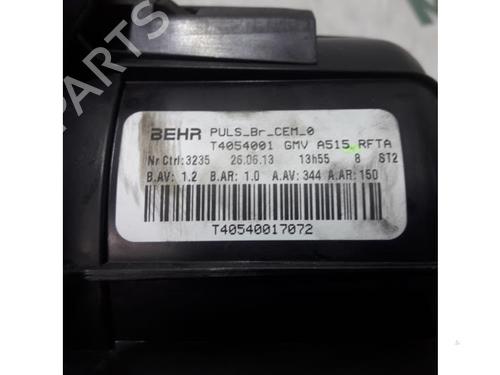 BEHR PULS_Br_CEM_0
T4054001 GMV A515 RFTA
Nr Ctrl:3235 26.06.13 13h55 8 ST2
B.AV: 1.2 B.AR: 1.0 A.AV: 344 A.AR: 150
T40540017072